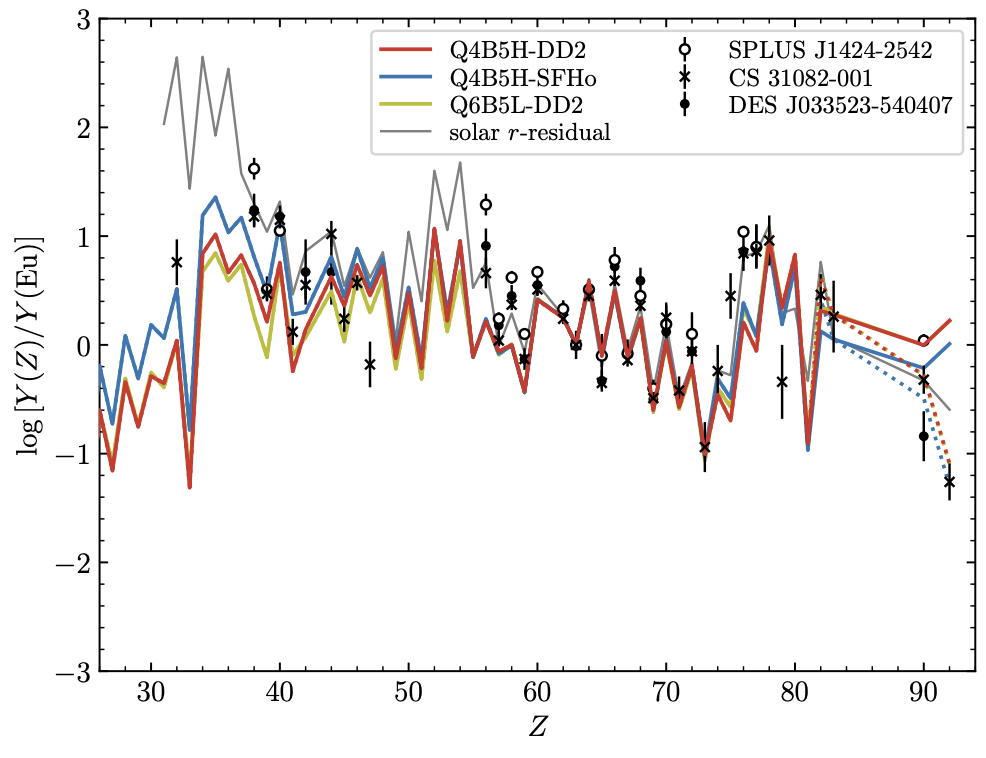 3
2
1
0
−1
−2
−3
log [Y(Z)/Y(Eu)]
Q4B5H-DD2
Q4B5H-SFHo
Q6B5L-DD2
solar r-residual
SPLUS J1424-2542
CS 31082-001
DES J033523-540407
30 40 50 60 70 80 90
Z